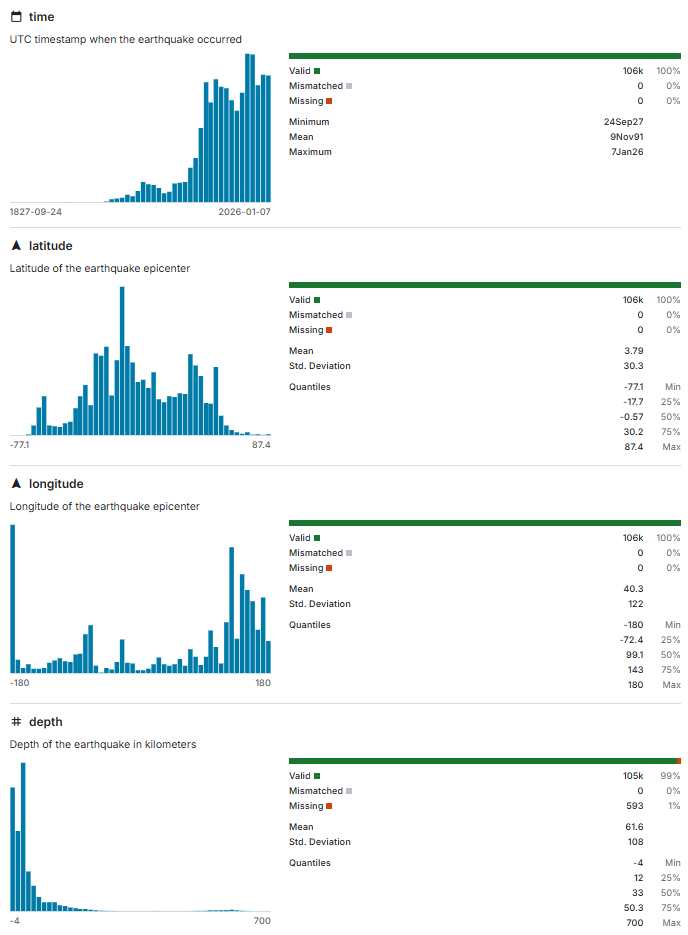 time
UTC timestamp when the earthquake occurred
Valid 106k 100%
Mismatched 0 0%
Missing 0 0%
Minimum 24Sep27
Mean 9Nov91
Maximum 7Jan26
1827-09-24 2026-01-07
latitude
Latitude of the earthquake epicenter
Valid 106k 100%
Mismatched 0 0%
Missing 0 0%
Mean 3.79
Std. Deviation 30.3
Quantiles -77.1 Min
-17.7 25%
-0.57 50%
30.2 75%
87.4 Max
-77.1 87.4
longitude
Longitude of the earthquake epicenter
Valid 106k 100%
Mismatched 0 0%
Missing 0 0%
Mean 40.3
Std. Deviation 122
Quantiles -180 Min
-72.4 25%
99.1 50%
143 75%
180 Max
-180 180
# depth
Depth of the earthquake in kilometers
Valid 105k 99%
Mismatched 0 0%
Missing 593 1%
Mean 61.6
Std. Deviation 108
Quantiles -4 Min
12 25%
33 50%
50.3 75%
700 Max
-4 700